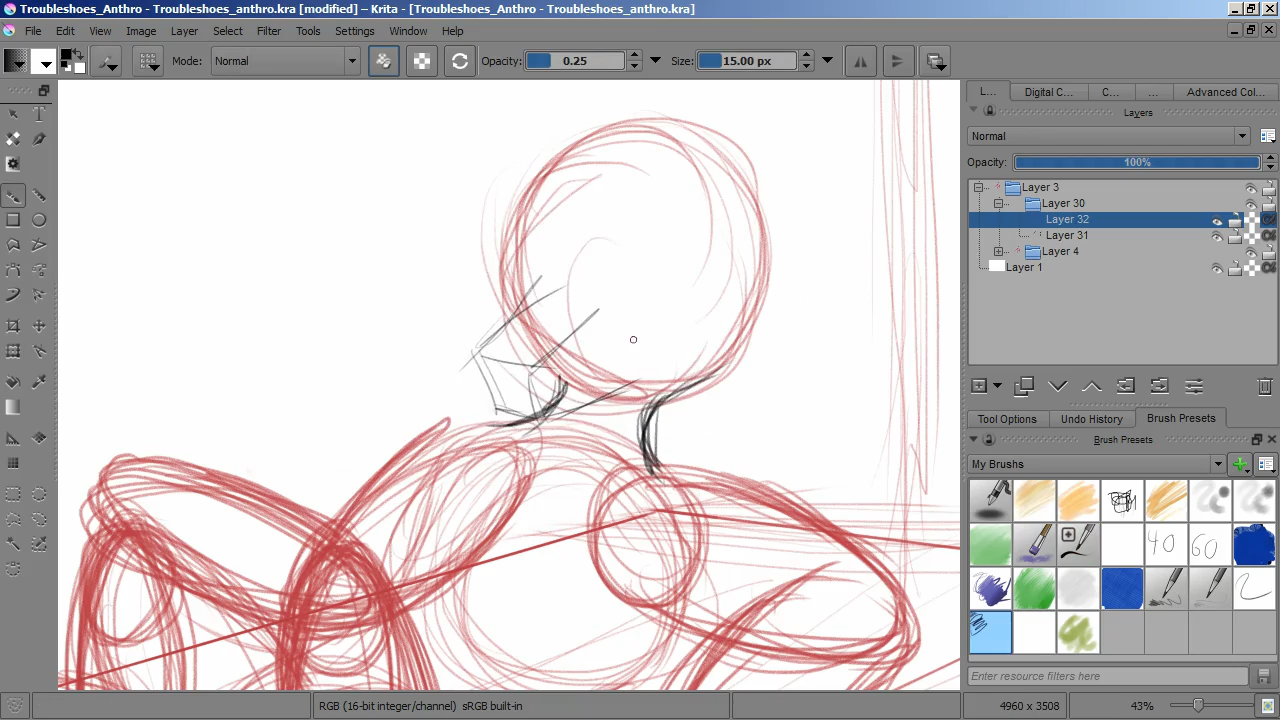 Troubleshoes_Anthro - Troubleshoes_anthro.kra [modified] – Krita - [Troubleshoes_Anthro - Troubleshoes_anthro.kra]
File Edit View Image Layer Select Filter Tools Settings Window Help
Mode: Normal Opacity: 0.25 Size: 15.00 px
L... Digital C... C... ... Advanced Col...
Layers
Normal
Opacity: 100%
Layer 3
Layer 30
Layer 32
Layer 31
Layer 4
Layer 1
Tool Options Undo History Brush Presets
Brush Presets
My Brushes
40 60
Enter resource filters here
RGB (16-bit integer/channel) sRGB built-in 4960 x 3508 43%